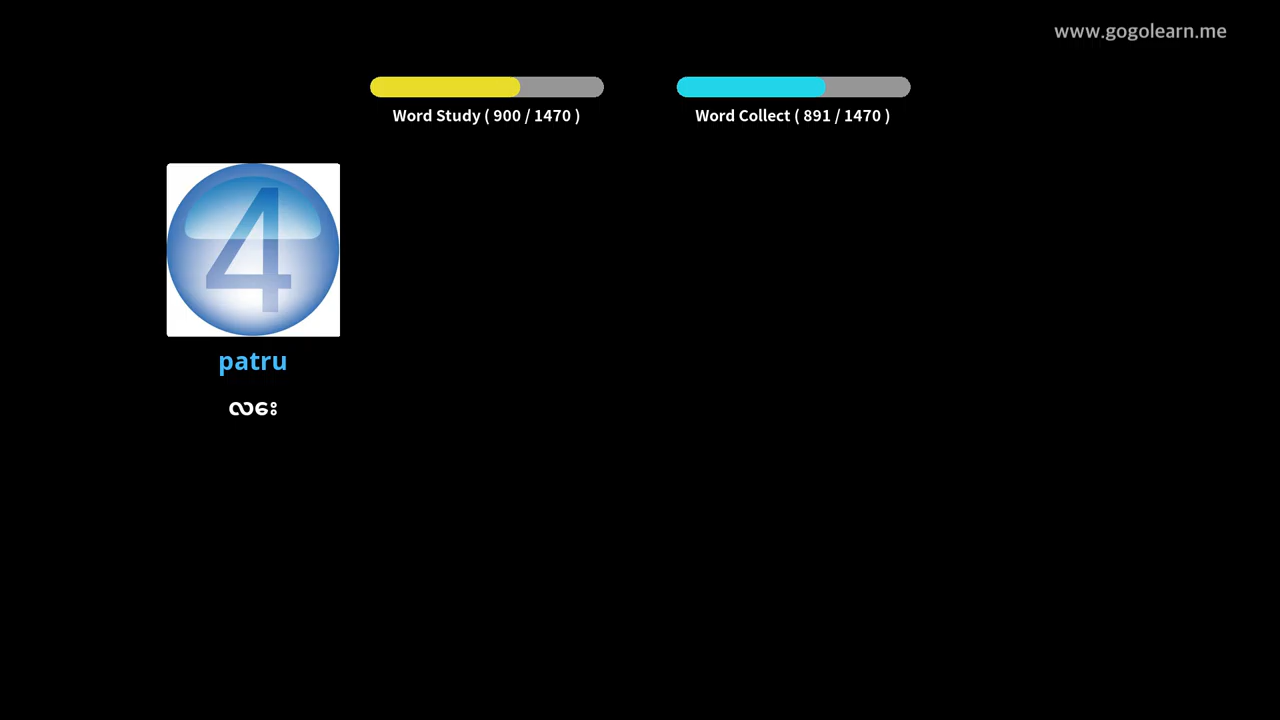 www.gogolearn.me
Word Study ( 900 / 1470 )
Word Collect ( 891 / 1470 )
4
patru
လေး